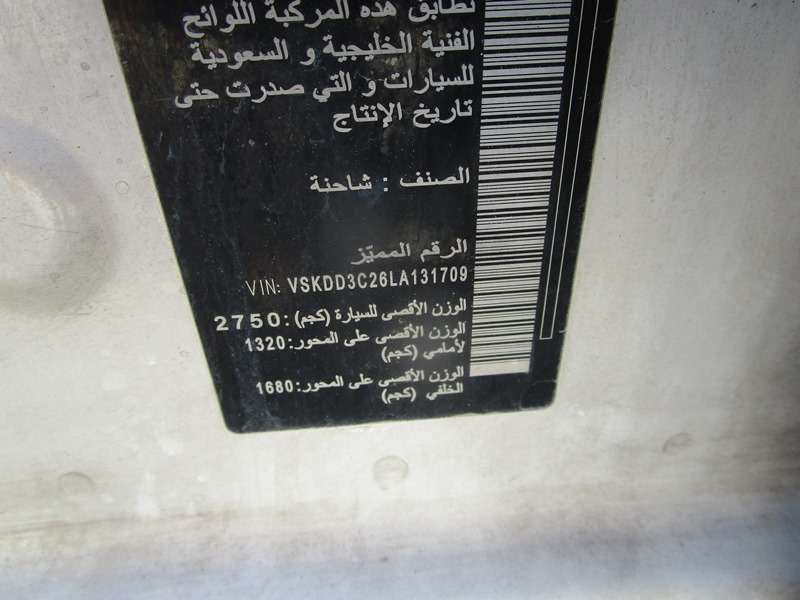 تطابق هذه المركبة اللوائح
الفنية الخليجية و السعودية
للسيارات و التي صدرت حتى
تاريخ الإنتاج
الصنف : شاحنة
الرقم المميّز
VIN: VSKDD3C26LA131709
الوزن الأقصى للسيارة (كجم): 2750
الوزن الأقصى على المحور: 1320
لأمامي (كجم)
الوزن الأقصى على المحور: 1680
الخلفي (كجم)